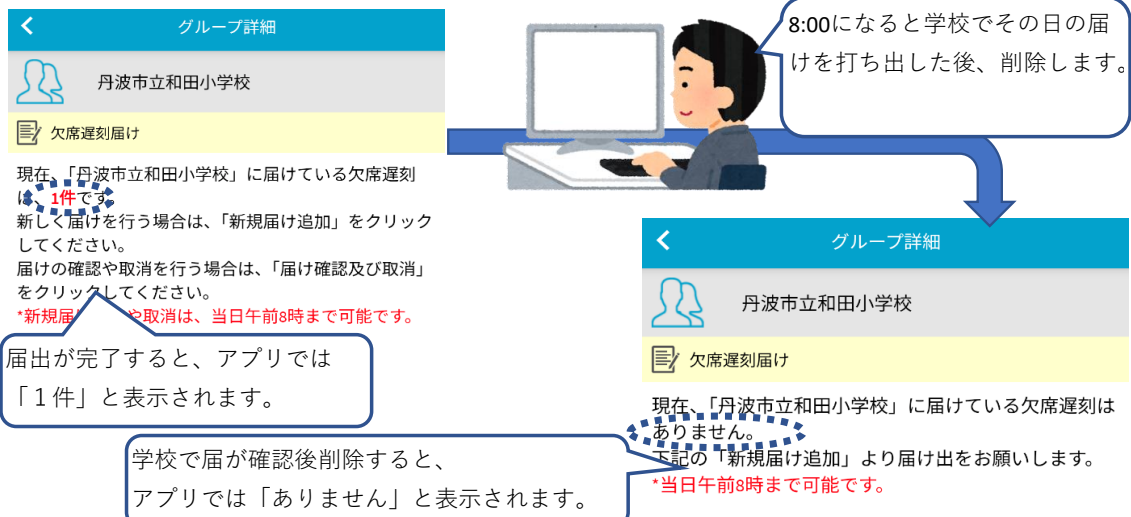 グループ詳細
丹波市立和田小学校
欠席遅刻届け
現在、「丹波市立和田小学校」に届けている欠席遅刻
は、1件です。
新しく届けを行う場合は、「新規届け追加」をクリック
してください。
届けの確認や取消を行う場合は、「届け確認及び取消」
をクリックしてください。
*新規届 や取消は、当日午前8時まで可能です。
届出が完了すると、アプリでは
「１件」と表示されます。
8:00になると学校でその日の届
けを打ち出した後、削除します。
グループ詳細
丹波市立和田小学校
欠席遅刻届け
現在、「丹波市立和田小学校」に届けている欠席遅刻は
ありません。
下記の「新規届け追加」より届け出をお願いします。
*当日午前8時まで可能です。
学校で届が確認後削除すると、
アプリでは「ありません」と表示されます。